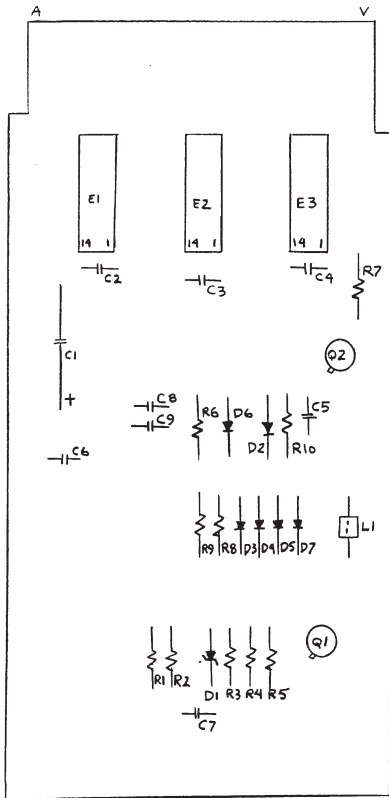 A V
E1 E2 E3
14 1 14 1 14 1
C2 C3 C4 R7
C1
Q2
+
C8
C9 R6 D6 D2 R10 C5
C6
R9 R8 D3 D4 D5 D7 L1
Q1
R1 R2 D1 R3 R4 R5
C7